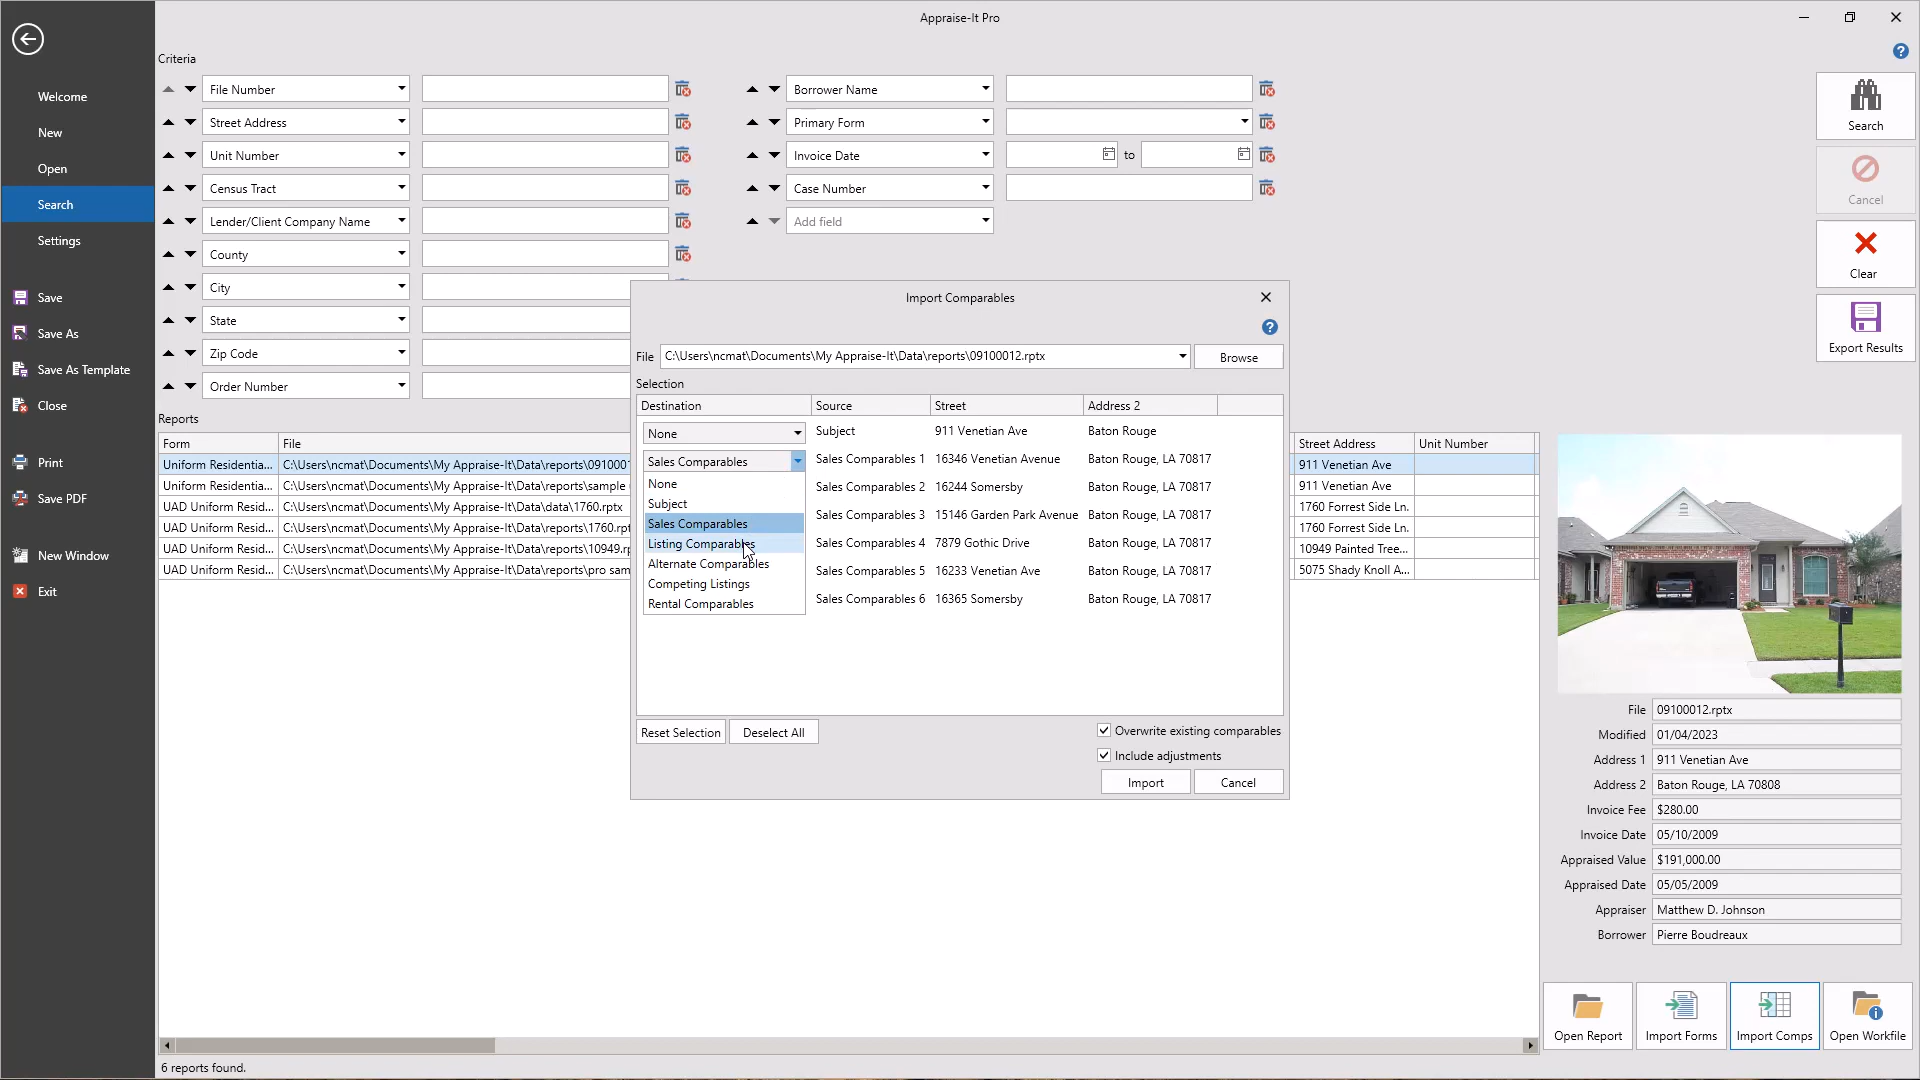 Appraise-It Pro
Welcome
New
Open
Search
Settings
Save
Save As
Save As Template
Close
Print
Save PDF
New Window
Exit
Criteria
File Number
Borrower Name
Street Address
Primary Form
Unit Number
Invoice Date
to
Census Tract
Case Number
Lender/Client Company Name
Add field
County
City
State
Zip Code
Order Number
Search
Cancel
Clear
Export Results
Reports
Form File Street Address Unit Number
Uniform Residentia... C:\Users\ncmat\Documents\My Appraise-It\Data\reports\091000 911 Venetian Ave
Uniform Residentia... C:\Users\ncmat\Documents\My Appraise-It\Data\reports\sample 911 Venetian Ave
UAD Uniform Resid... C:\Users\ncmat\Documents\My Appraise-It\Data\data\1760.rptx 1760 Forrest Side Ln.
UAD Uniform Resid... C:\Users\ncmat\Documents\My Appraise-It\Data\reports\1760.rpt 1760 Forrest Side Ln.
UAD Uniform Resid... C:\Users\ncmat\Documents\My Appraise-It\Data\reports\10949.rp 10949 Painted Tree...
UAD Uniform Resid... C:\Users\ncmat\Documents\My Appraise-It\Data\reports\pro sam 5075 Shady Knoll A...
Import Comparables
File C:\Users\ncmat\Documents\My Appraise-It\Data\reports\09100012.rptx Browse
Selection
Destination Source Street Address 2
None Subject 911 Venetian Ave Baton Rouge
Sales Comparables Sales Comparables 1 16346 Venetian Avenue Baton Rouge, LA 70817
None
Sales Comparables 2 16244 Somersby Baton Rouge, LA 70817
Subject
Sales Comparables 3 15146 Garden Park Avenue Baton Rouge, LA 70817
Sales Comparables
Listing Comparables Sales Comparables 4 7879 Gothic Drive Baton Rouge, LA 70817
Alternate Comparables Sales Comparables 5 16233 Venetian Ave Baton Rouge, LA 70817
Competing Listings
Rental Comparables Sales Comparables 6 16365 Somersby Baton Rouge, LA 70817
Reset Selection Deselect All Overwrite existing comparables
Include adjustments
Import Cancel
File 09100012.rptx
Modified 01/04/2023
Address 1 911 Venetian Ave
Address 2 Baton Rouge, LA 70808
Invoice Fee $280.00
Invoice Date 05/10/2009
Appraised Value $191,000.00
Appraised Date 05/05/2009
Appraiser Matthew D. Johnson
Borrower Pierre Boudreaux
Open Report Import Forms Import Comps Open Workfile
6 reports found.